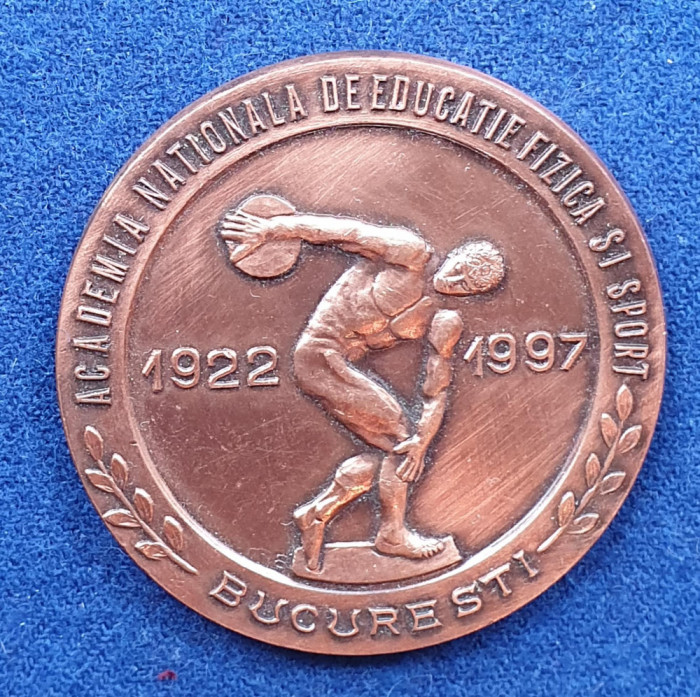 ACADEMIA NATIONALA DE EDUCATIE FIZICA SI SPORT
1922 1997
BUCURESTI